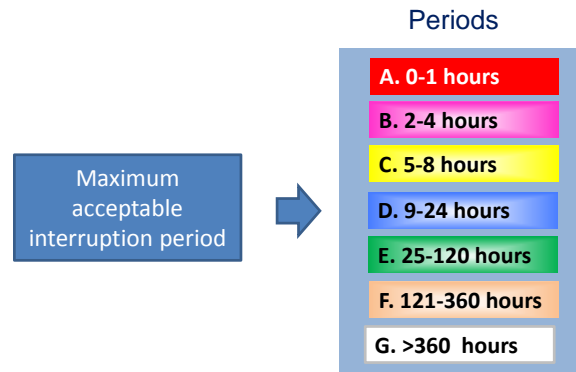 Periods
A. 0-1 hours
B. 2-4 hours
C. 5-8 hours
D. 9-24 hours
E. 25-120 hours
F. 121-360 hours
G. >360  hours
Maximum
acceptable
interruption period